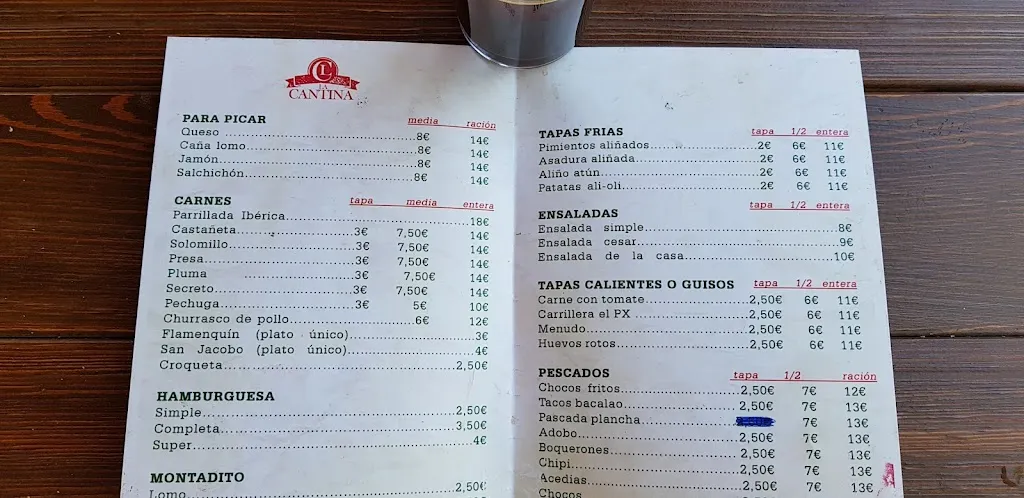 CL
LA
CANTINA
PARA PICAR media ración
Queso 8€ 14€
Caña lomo 8€ 14€
Jamón 8€ 14€
Salchichón 8€ 14€
CARNES tapa media entera
Parrillada Ibérica 18€
Castañeta 3€ 7,50€ 14€
Solomillo 3€ 7,50€ 14€
Presa 3€ 7,50€ 14€
Pluma 3€ 7,50€ 14€
Secreto 3€ 7,50€ 14€
Pechuga 3€ 5€ 10€
Churrasco de pollo 6€ 12€
Flamenquín (plato único) 3€
San Jacobo (plato único) 4€
Croqueta 2,50€
HAMBURGUESA
Simple 2,50€
Completa 3,50€
Super 4€
MONTADITO
Lomo 2,50€
TAPAS FRIAS tapa 1/2 entera
Pimientos aliñados 2€ 6€ 11€
Asadura aliñada 2€ 6€ 11€
Aliño atún 2€ 6€ 11€
Patatas ali-oli 2€ 6€ 11€
ENSALADAS tapa 1/2 entera
Ensalada simple 8€
Ensalada cesar 9€
Ensalada de la casa 10€
TAPAS CALIENTES O GUISOS tapa 1/2 entera
Carne con tomate 2,50€ 6€ 11€
Carrillera el PX 2,50€ 6€ 11€
Menudo 2,50€ 6€ 11€
Huevos rotos 2,50€ 6€ 11€
PESCADOS tapa 1/2 ración
Chocos fritos 2,50€ 7€ 12€
Tacos bacalao 2,50€ 7€ 13€
Pascada plancha 7€ 13€
Adobo 2,50€ 7€ 13€
Boquerones 2,50€ 7€ 13€
Chipi 2,50€ 7€ 13€
Acedias 2,50€ 7€ 13€
Chocos